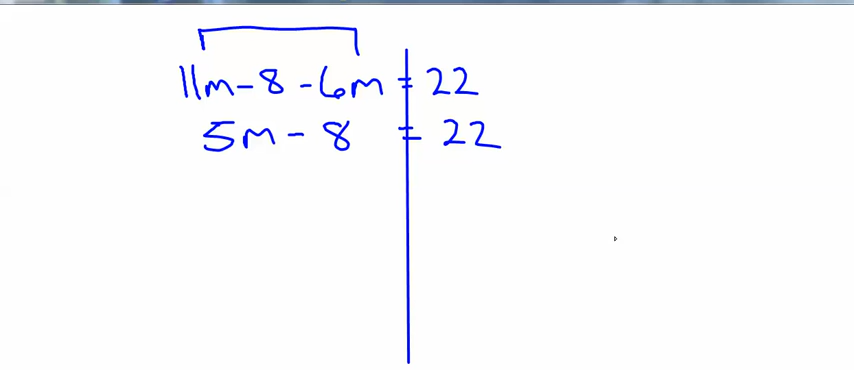 11m - 8 - 6m = 22
5m - 8 = 22